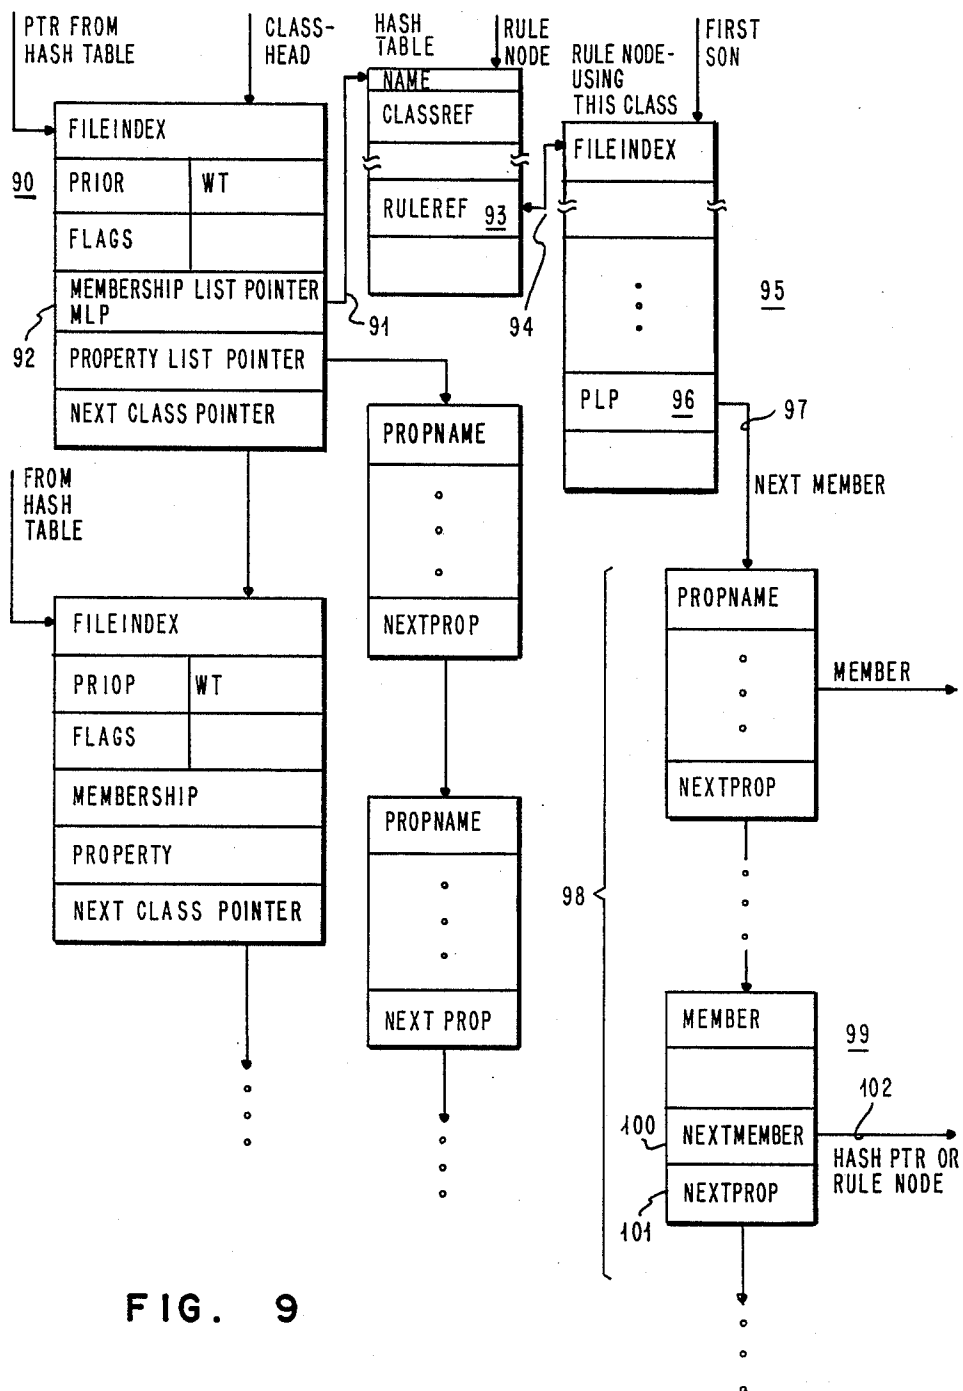 PTR FROM
HASH TABLE
CLASS-
HEAD
HASH
TABLE
RULE
NODE
RULE NODE-
USING
THIS CLASS
FIRST
SON
FILEINDEX
90
PRIOR
WT
FLAGS
MEMBERSHIP LIST POINTER
MLP
92
PROPERTY LIST POINTER
NEXT CLASS POINTER
NAME
CLASSREF
RULEREF 93
91
94
FILEINDEX
95
PLP 96
97
NEXT MEMBER
PROPNAME
NEXTPROP
FROM
HASH
TABLE
FILEINDEX
PRIOP
WT
FLAGS
MEMBERSHIP
PROPERTY
NEXT CLASS POINTER
PROPNAME
NEXT PROP
PROPNAME
MEMBER
NEXTPROP
98
MEMBER
99
102
100
NEXTMEMBER
HASH PTR OR
RULE NODE
NEXTPROP
101
FIG. 9